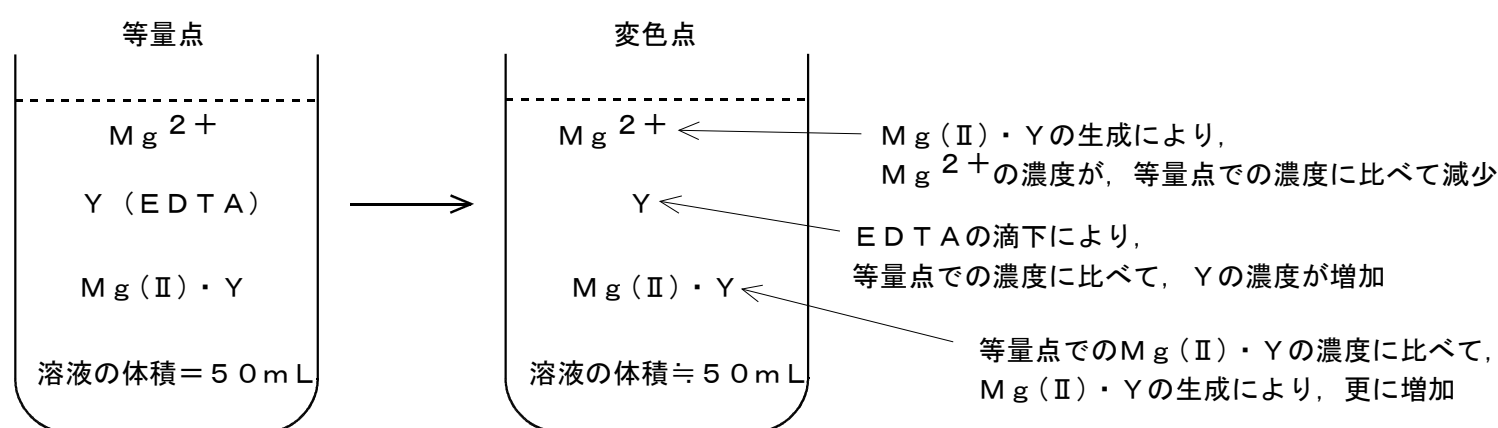 等量点
Mg2+
Y(EDTA)
Mg(Ⅱ)・Y
溶液の体積=50mL
変色点
Mg2+
Y
Mg(Ⅱ)・Y
溶液の体積≒50mL
Mg(Ⅱ)・Yの生成により,
Mg2+の濃度が,等量点での濃度に比べて減少
EDTAの滴下により,
等量点での濃度に比べて,Yの濃度が増加
等量点でのMg(Ⅱ)・Yの濃度に比べて,
Mg(Ⅱ)・Yの生成により,更に増加